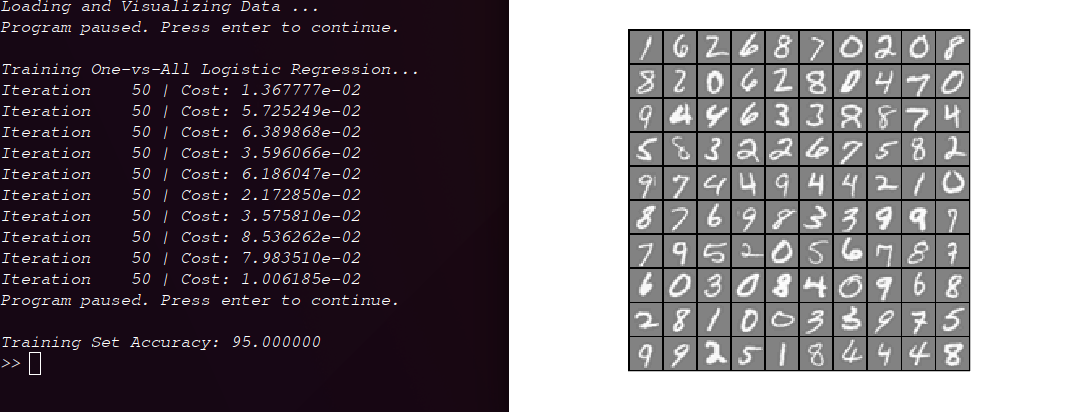 Loading and Visualizing Data ...
Program paused. Press enter to continue.
Training One-vs-All Logistic Regression...
Iteration    50 | Cost: 1.367777e-02
Iteration    50 | Cost: 5.725249e-02
Iteration    50 | Cost: 6.389868e-02
Iteration    50 | Cost: 3.596066e-02
Iteration    50 | Cost: 6.186047e-02
Iteration    50 | Cost: 2.172850e-02
Iteration    50 | Cost: 3.575810e-02
Iteration    50 | Cost: 8.536262e-02
Iteration    50 | Cost: 7.983510e-02
Iteration    50 | Cost: 1.006185e-02
Program paused. Press enter to continue.
Training Set Accuracy: 95.000000
>>
1 6 2 6 8 7 0 2 0 8
8 2 0 6 2 8 0 4 7 0
9 4 4 6 3 3 8 8 7 4
5 8 3 2 2 6 7 5 8 2
9 7 9 4 9 4 4 2 1 0
8 7 6 9 8 3 3 9 9 7
7 9 5 2 0 5 6 7 8 7
6 0 3 0 8 4 0 9 6 8
2 8 1 0 0 3 3 9 7 5
9 9 2 5 1 8 4 4 4 8